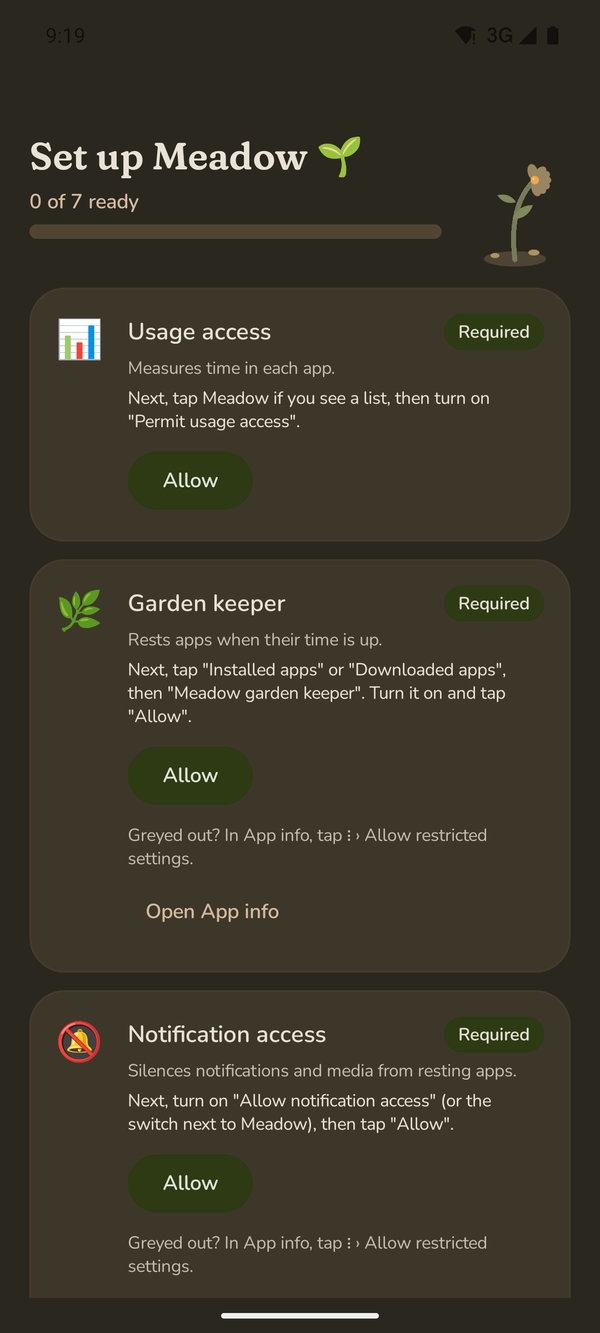 9:19
3G
Set up Meadow 🌱
0 of 7 ready
Usage access
Required
Measures time in each app.
Next, tap Meadow if you see a list, then turn on
"Permit usage access".
Allow
Garden keeper
Required
Rests apps when their time is up.
Next, tap "Installed apps" or "Downloaded apps",
then "Meadow garden keeper". Turn it on and tap
"Allow".
Allow
Greyed out? In App info, tap ⋮ › Allow restricted
settings.
Open App info
Notification access
Required
Silences notifications and media from resting apps.
Next, turn on "Allow notification access" (or the
switch next to Meadow), then tap "Allow".
Allow
Greyed out? In App info, tap ⋮ › Allow restricted
settings.